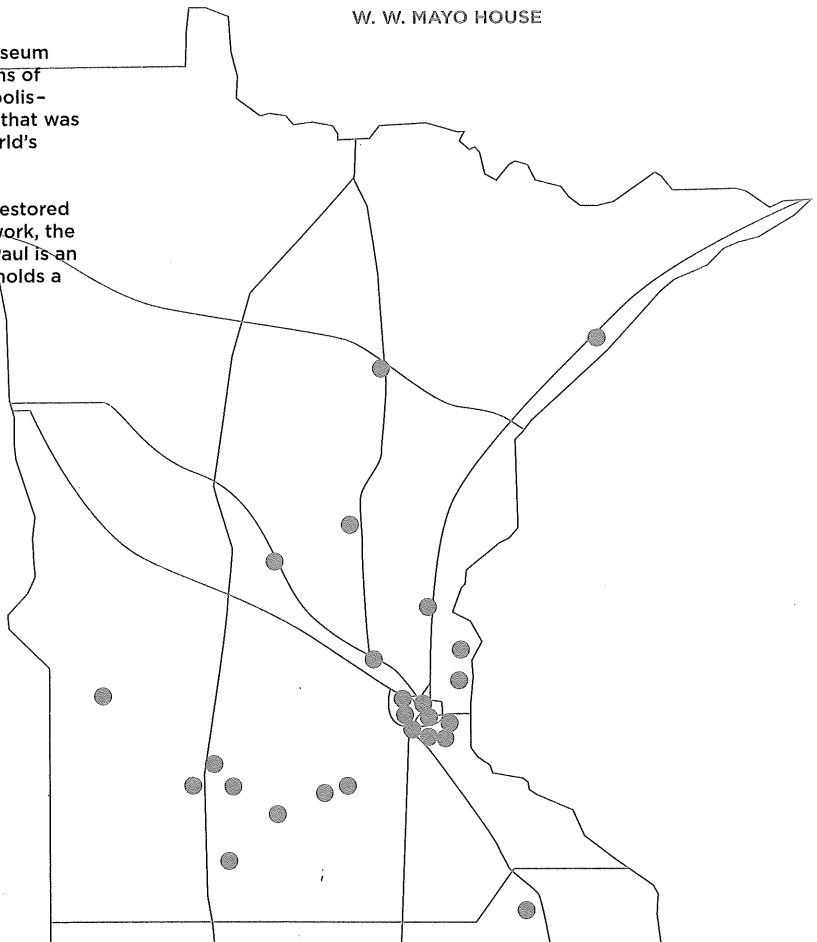 W. W. MAYO HOUSE
seum
ns of
polis–
that was
rld's
estored
work, the
Paul is an
holds a